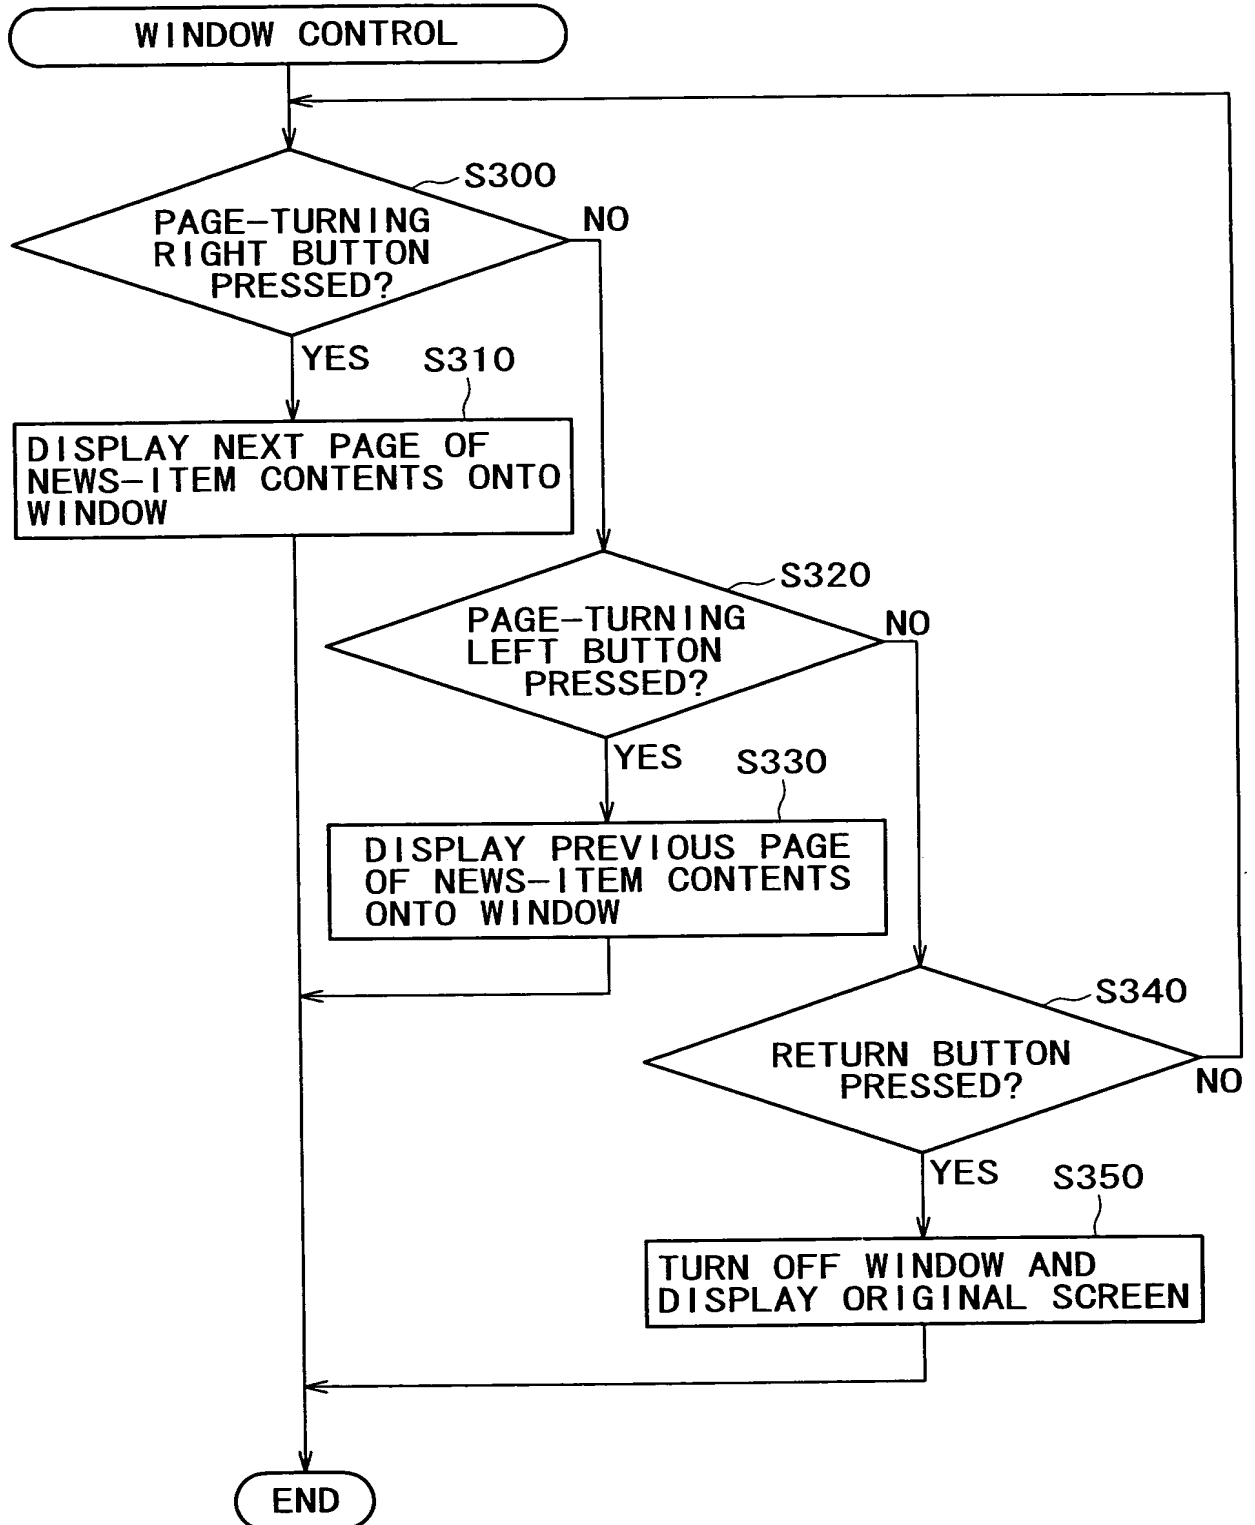 WINDOW CONTROL
S300
PAGE-TURNING
RIGHT BUTTON
PRESSED?
NO
YES
S310
DISPLAY NEXT PAGE OF
NEWS-ITEM CONTENTS ONTO
WINDOW
S320
PAGE-TURNING
LEFT BUTTON
PRESSED?
NO
YES
S330
DISPLAY PREVIOUS PAGE
OF NEWS-ITEM CONTENTS
ONTO WINDOW
S340
RETURN BUTTON
PRESSED?
NO
YES
S350
TURN OFF WINDOW AND
DISPLAY ORIGINAL SCREEN
END